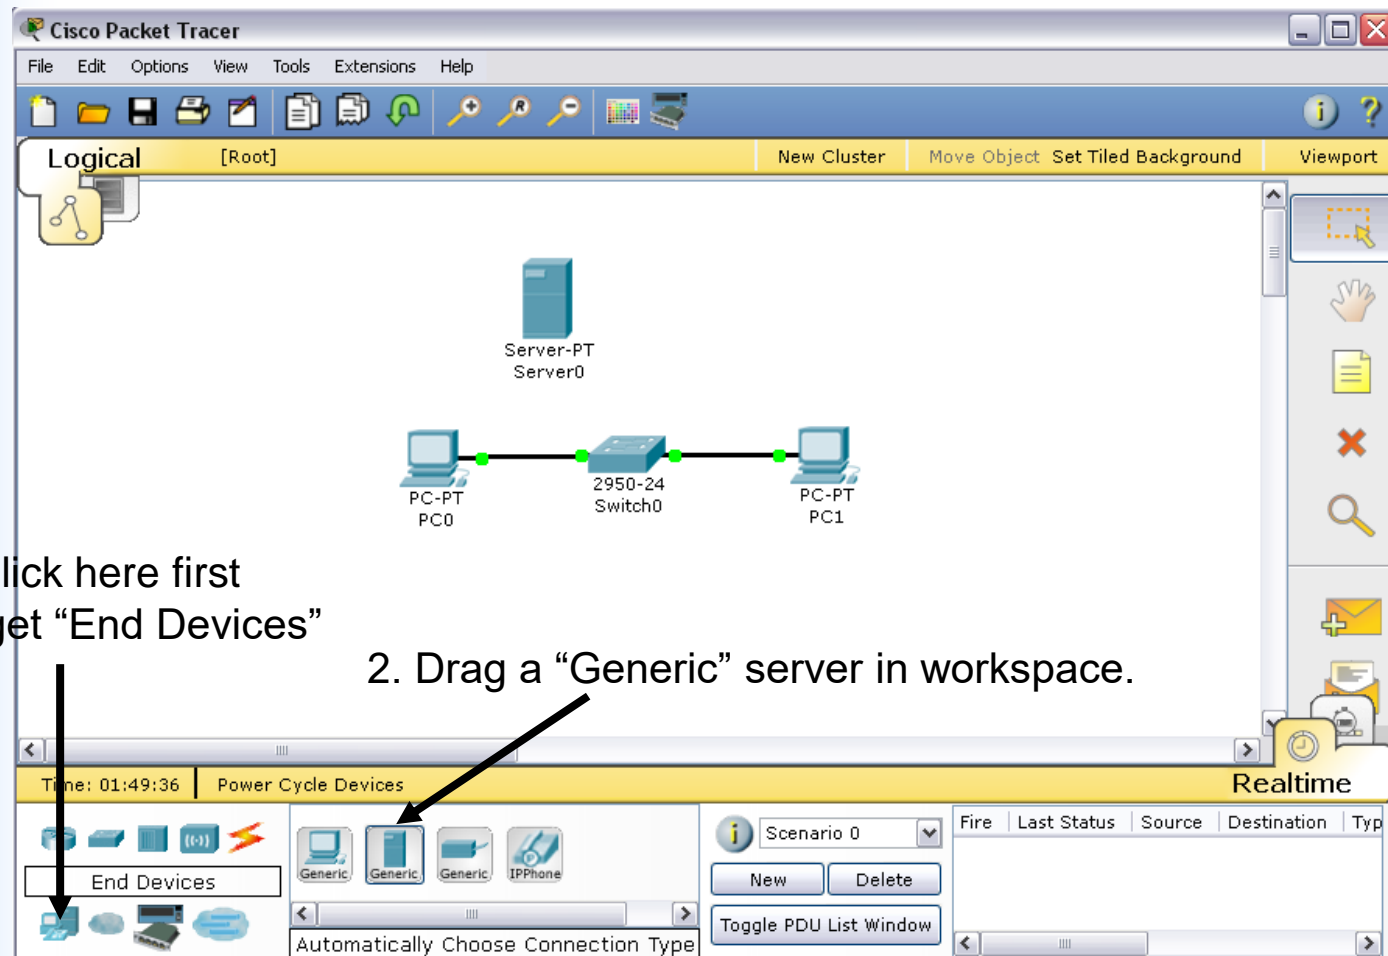 Cisco Packet Tracer
File Edit Options View Tools Extensions Help
Logical [Root] New Cluster Move Object Set Tiled Background Viewport
Server-PT
Server0
PC-PT
PC0
2950-24
Switch0
PC-PT
PC1
lick here first
get “End Devices”
2. Drag a “Generic” server in workspace.
Time: 01:49:36 Power Cycle Devices Realtime
End Devices
Generic Generic Generic IPPhone
Automatically Choose Connection Type
Scenario 0
New Delete
Toggle PDU List Window
Fire Last Status Source Destination Typ